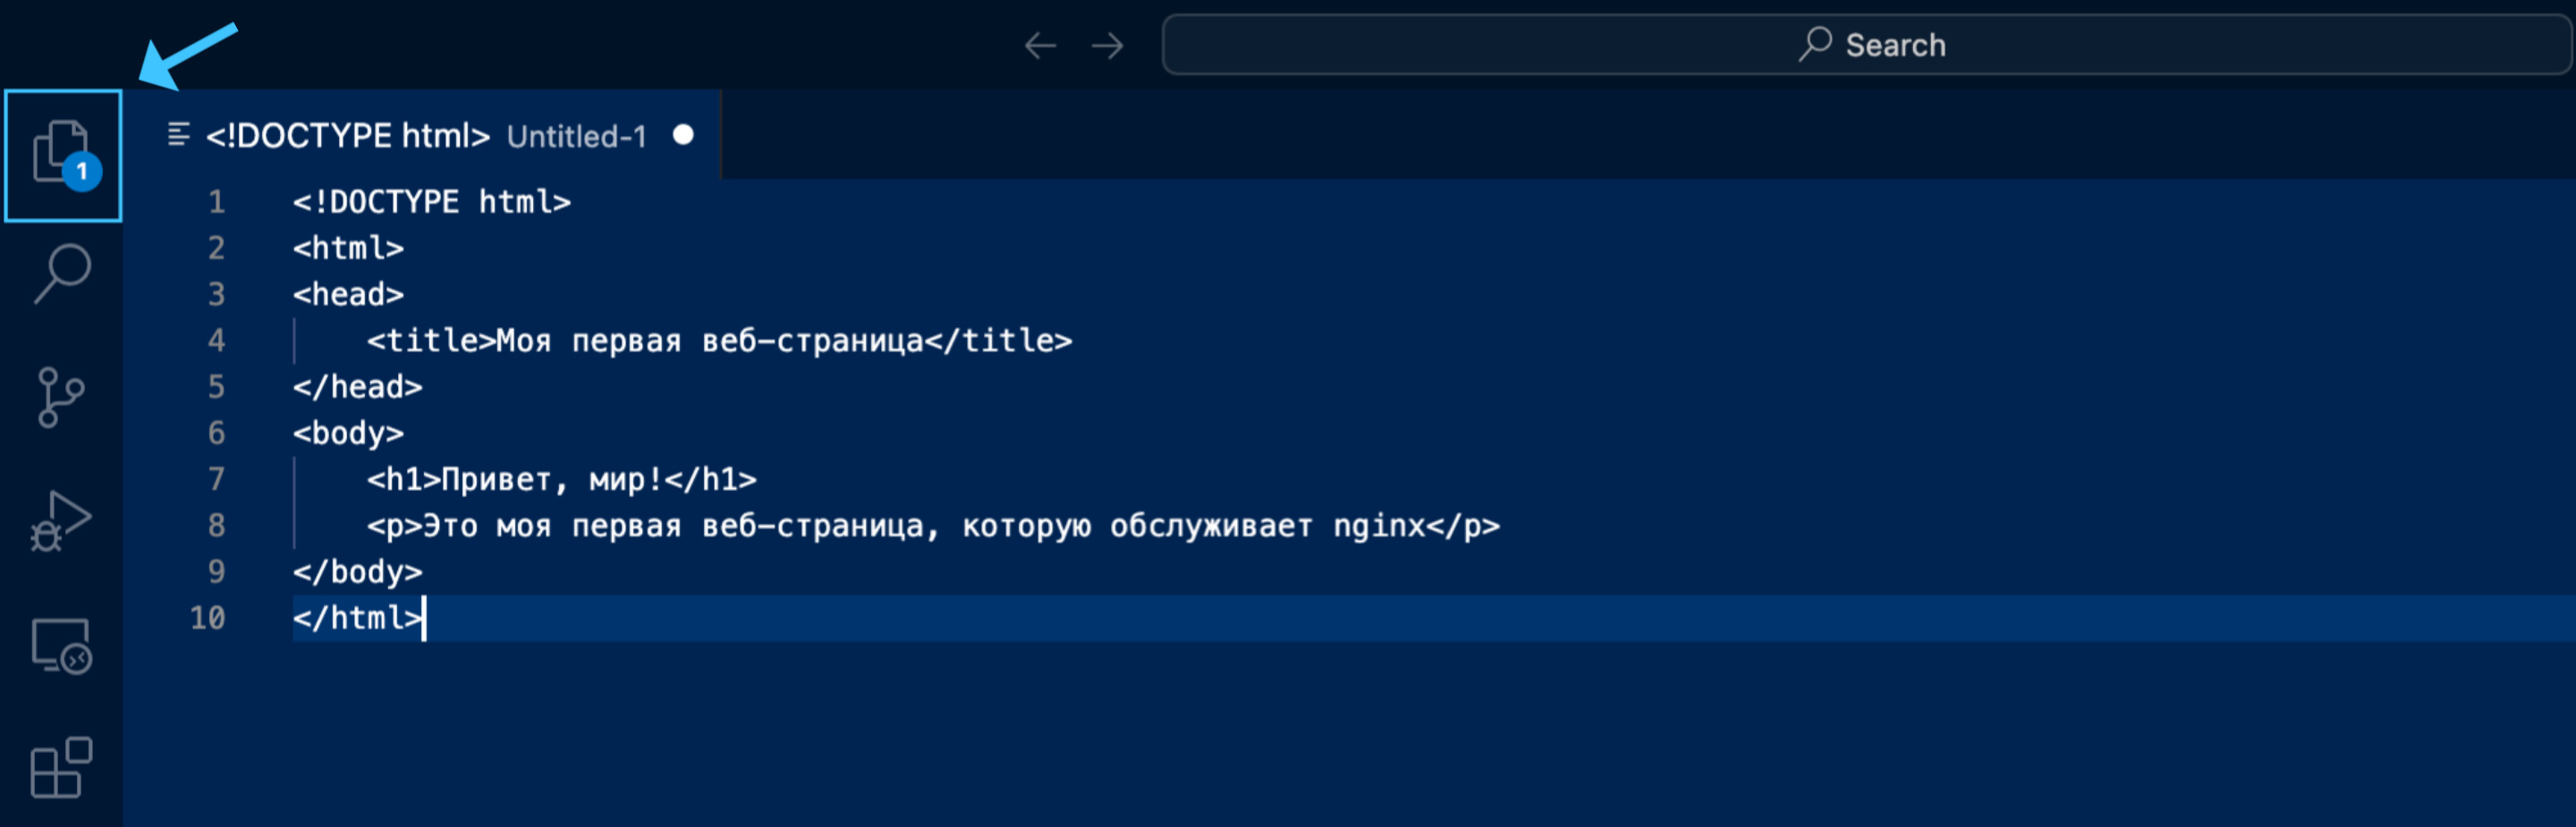 Search
1
<!DOCTYPE html> Untitled-1
1 <!DOCTYPE html>
2 <html>
3 <head>
4     <title>Моя первая веб-страница</title>
5 </head>
6 <body>
7     <h1>Привет, мир!</h1>
8     <p>Это моя первая веб-страница, которую обслуживает nginx</p>
9 </body>
10 </html>